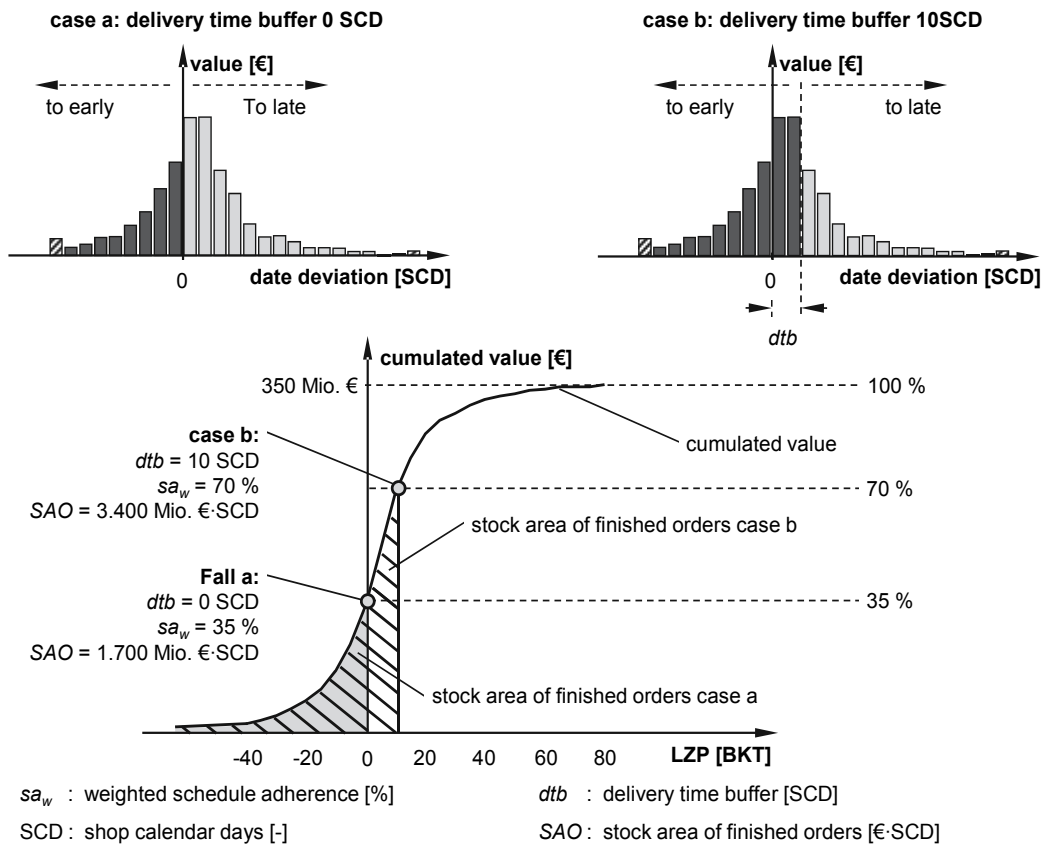 case a: delivery time buffer 0 SCD
value [€]
to early
To late
0
date deviation [SCD]
case b: delivery time buffer 10SCD
value [€]
to early
to late
0
date deviation [SCD]
dtb
cumulated value [€]
350 Mio. €
100 %
cumulated value
case b:
dtb = 10 SCD
saw = 70 %
SAO = 3.400 Mio. €·SCD
70 %
stock area of finished orders case b
Fall a:
dtb = 0 SCD
saw = 35 %
SAO = 1.700 Mio. €·SCD
35 %
stock area of finished orders case a
-40 -20 0 20 40 60 80 LZP [BKT]
saw : weighted schedule adherence [%]
dtb : delivery time buffer [SCD]
SCD : shop calendar days [-]
SAO : stock area of finished orders [€·SCD]